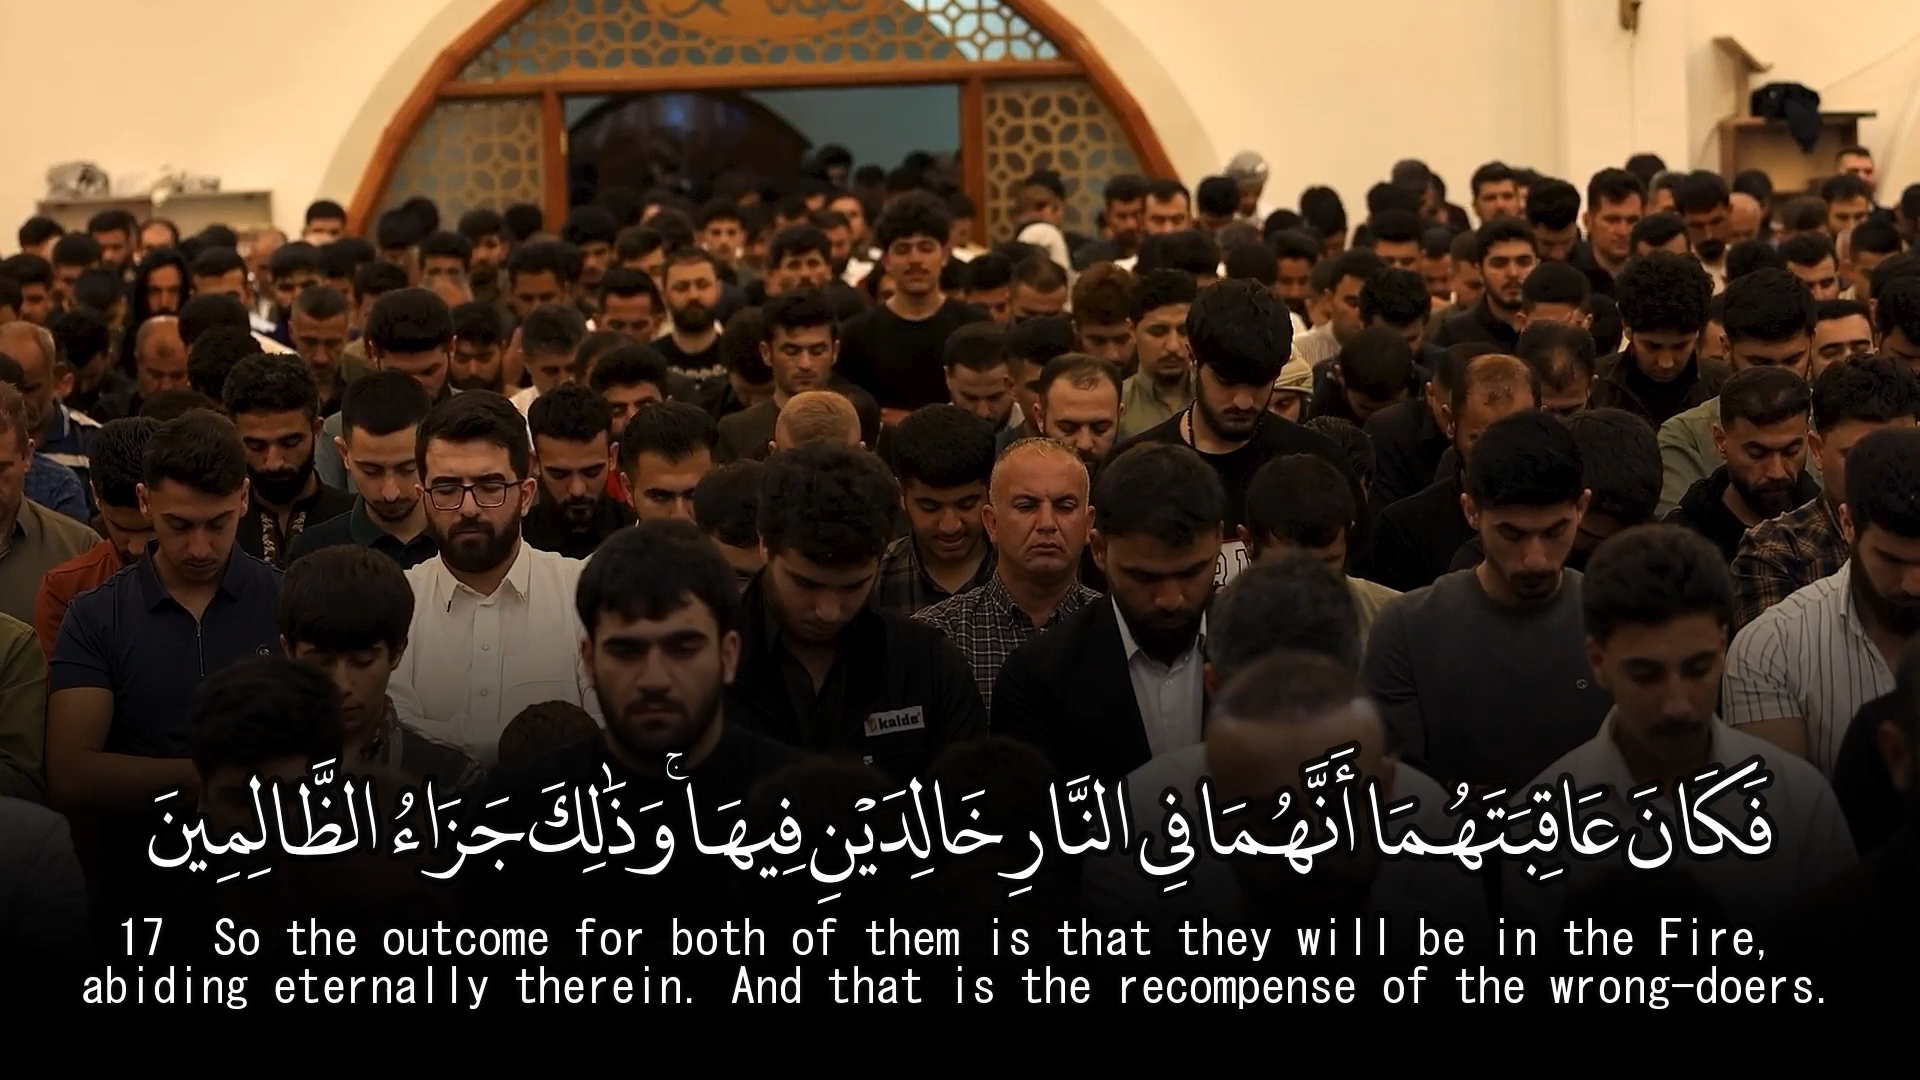 kalde
فَكَانَ عَاقِبَتَهُمَا أَنَّهُمَا فِي النَّارِ خَالِدَيْنِ فِيهَا ۚ وَذَٰلِكَ جَزَاءُ الظَّالِمِينَ
17 So the outcome for both of them is that they will be in the Fire,
abiding eternally therein. And that is the recompense of the wrong-doers.